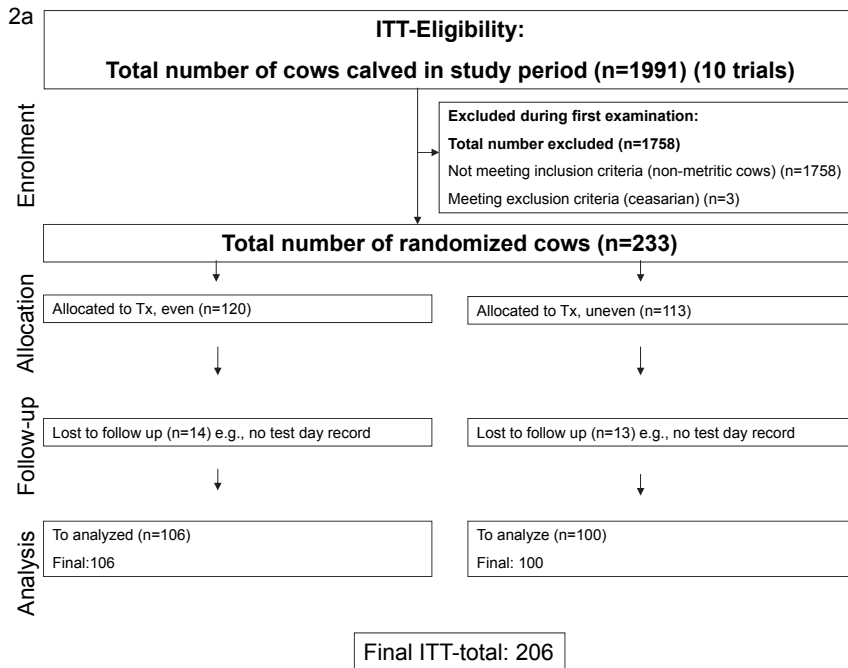 2a
ITT-Eligibility:
Total number of cows calved in study period (n=1991) (10 trials)
Enrolment
Excluded during first examination:
Total number excluded (n=1758)
Not meeting inclusion criteria (non-metritic cows) (n=1758)
Meeting exclusion criteria (ceasarian) (n=3)
Total number of randomized cows (n=233)
Allocation
Allocated to Tx, even (n=120)
Allocated to Tx, uneven (n=113)
Follow-up
Lost to follow up (n=14) e.g., no test day record
Lost to follow up (n=13) e.g., no test day record
Analysis
To analyzed (n=106)
Final:106
To analyze (n=100)
Final: 100
Final ITT-total: 206